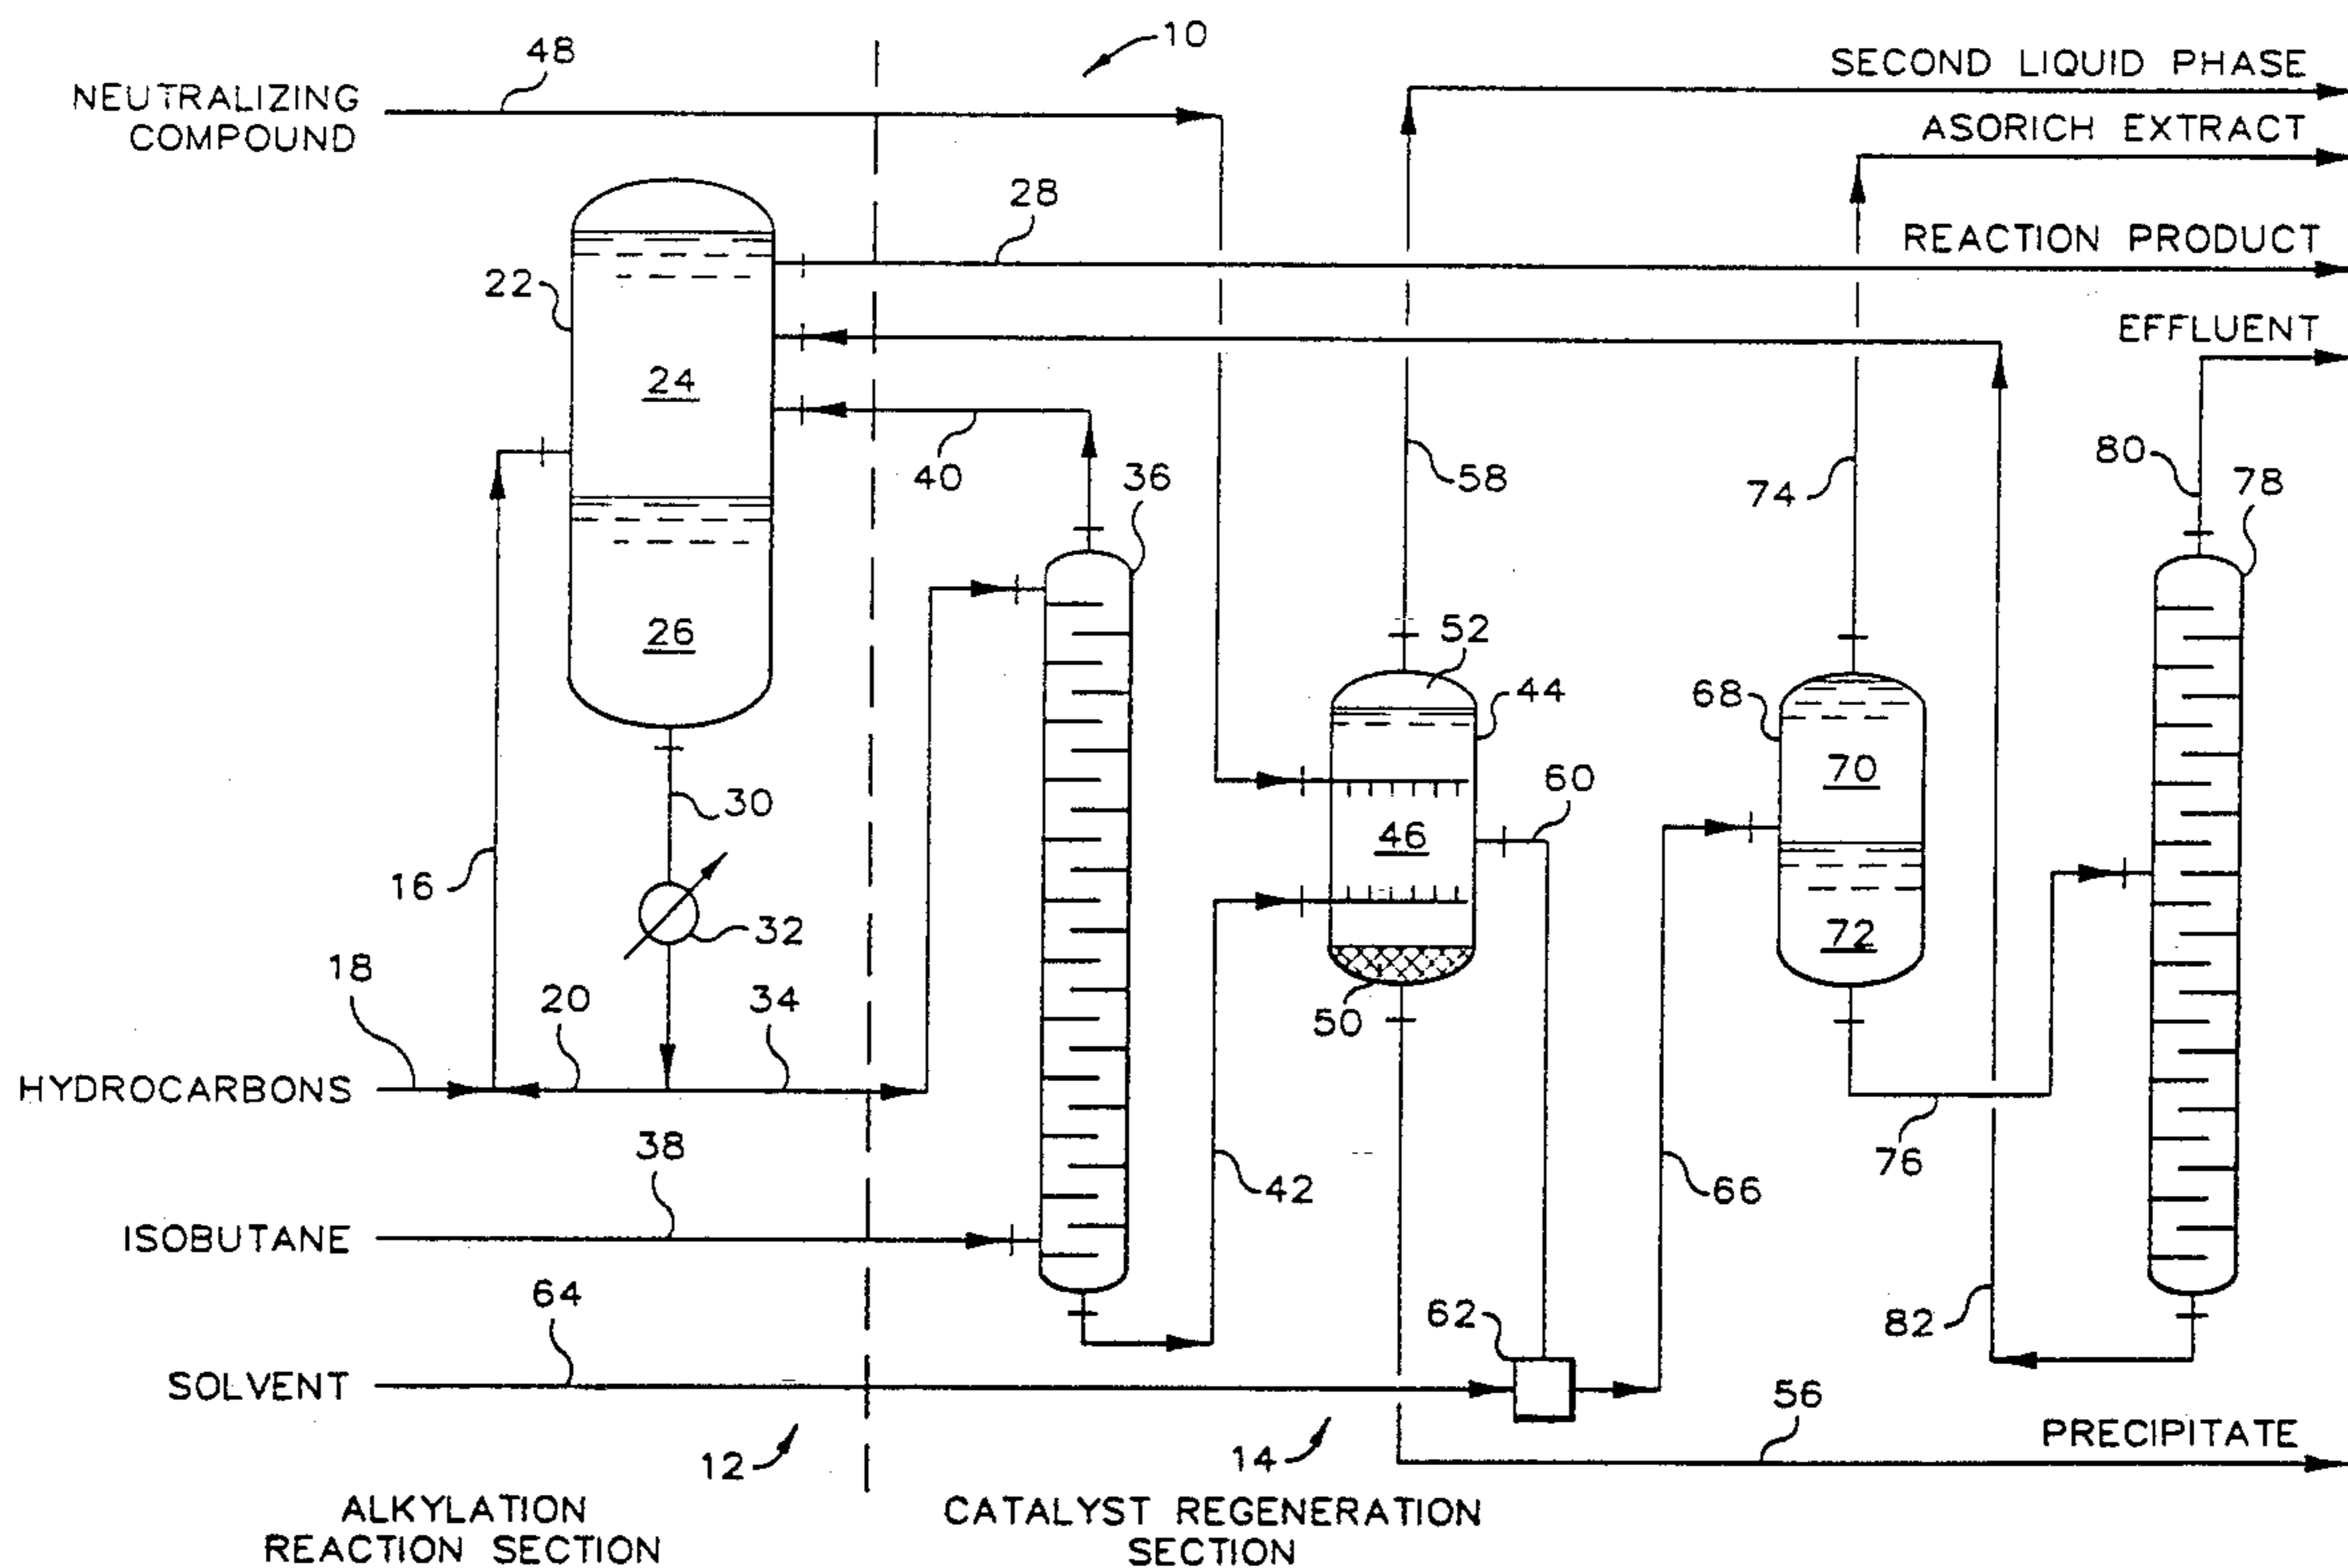 10
48
SECOND LIQUID PHASE
NEUTRALIZING
COMPOUND
ASORICH EXTRACT
28
REACTION PRODUCT
22
EFFLUENT
24
40
58
74
80
78
36
26
52
44
68
70
30
60
46
16
32
72
18
20
34
50
HYDROCARBONS
38
42
66
76
ISOBUTANE
64
62
82
SOLVENT
56
12
14
PRECIPITATE
ALKYLATION
REACTION SECTION
CATALYST REGENERATION
SECTION